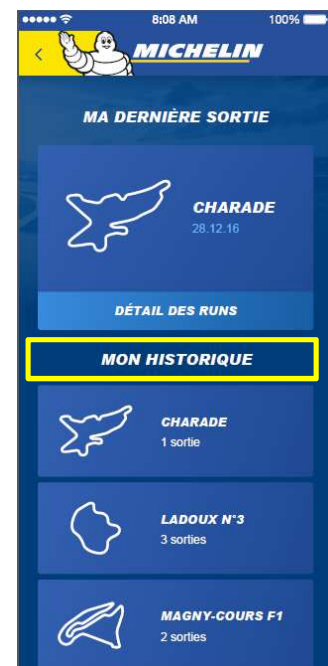 8:08 AM 100%
MICHELIN
MA DERNIÈRE SORTIE
CHARADE
28.12.16
DÉTAIL DES RUNS
MON HISTORIQUE
CHARADE
1 sortie
LADOUX N°3
3 sorties
MAGNY-COURS F1
2 sorties